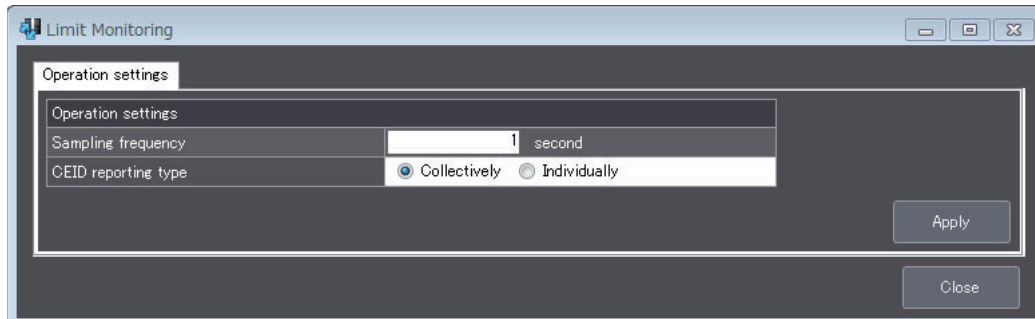 Limit Monitoring
Operation settings
Operation settings
Sampling frequency 1 second
CEID reporting type Collectively Individually
Apply
Close